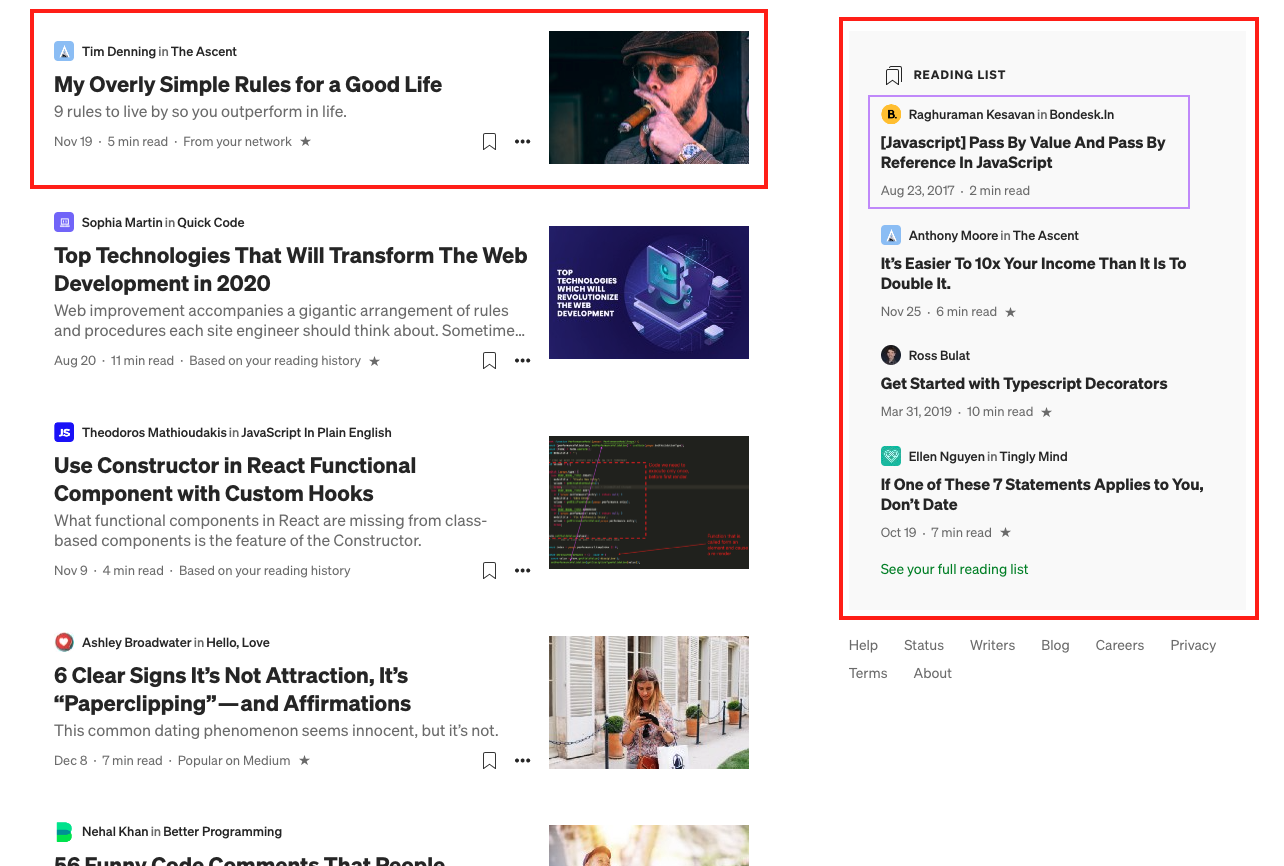 Tim Denning in The Ascent
My Overly Simple Rules for a Good Life
9 rules to live by so you outperform in life.
Nov 19 · 5 min read · From your network ★
Sophia Martin in Quick Code
Top Technologies That Will Transform The Web
Development in 2020
Web improvement accompanies a gigantic arrangement of rules
and procedures each site engineer should think about. Sometime...
Aug 20 · 11 min read · Based on your reading history ★
TOP
TECHNOLOGIES
WHICH WILL
REVOLUTIONIZE
THE WEB
DEVELOPMENT
JS
Theodoros Mathioudakis in JavaScript In Plain English
Use Constructor in React Functional
Component with Custom Hooks
What functional components in React are missing from class-
based components is the feature of the Constructor.
Nov 9 · 4 min read · Based on your reading history
Ashley Broadwater in Hello, Love
6 Clear Signs It’s Not Attraction, It’s
“Paperclipping”—and Affirmations
This common dating phenomenon seems innocent, but it’s not.
Dec 8 · 7 min read · Popular on Medium ★
Nehal Khan in Better Programming
56 Funny Code Comments That People
READING LIST
B.
Raghuraman Kesavan in Bondesk.In
[Javascript] Pass By Value And Pass By
Reference In JavaScript
Aug 23, 2017 · 2 min read
Anthony Moore in The Ascent
It’s Easier To 10x Your Income Than It Is To
Double It.
Nov 25 · 6 min read ★
Ross Bulat
Get Started with Typescript Decorators
Mar 31, 2019 · 10 min read ★
Ellen Nguyen in Tingly Mind
If One of These 7 Statements Applies to You,
Don’t Date
Oct 19 · 7 min read ★
See your full reading list
Help Status Writers Blog Careers Privacy
Terms About